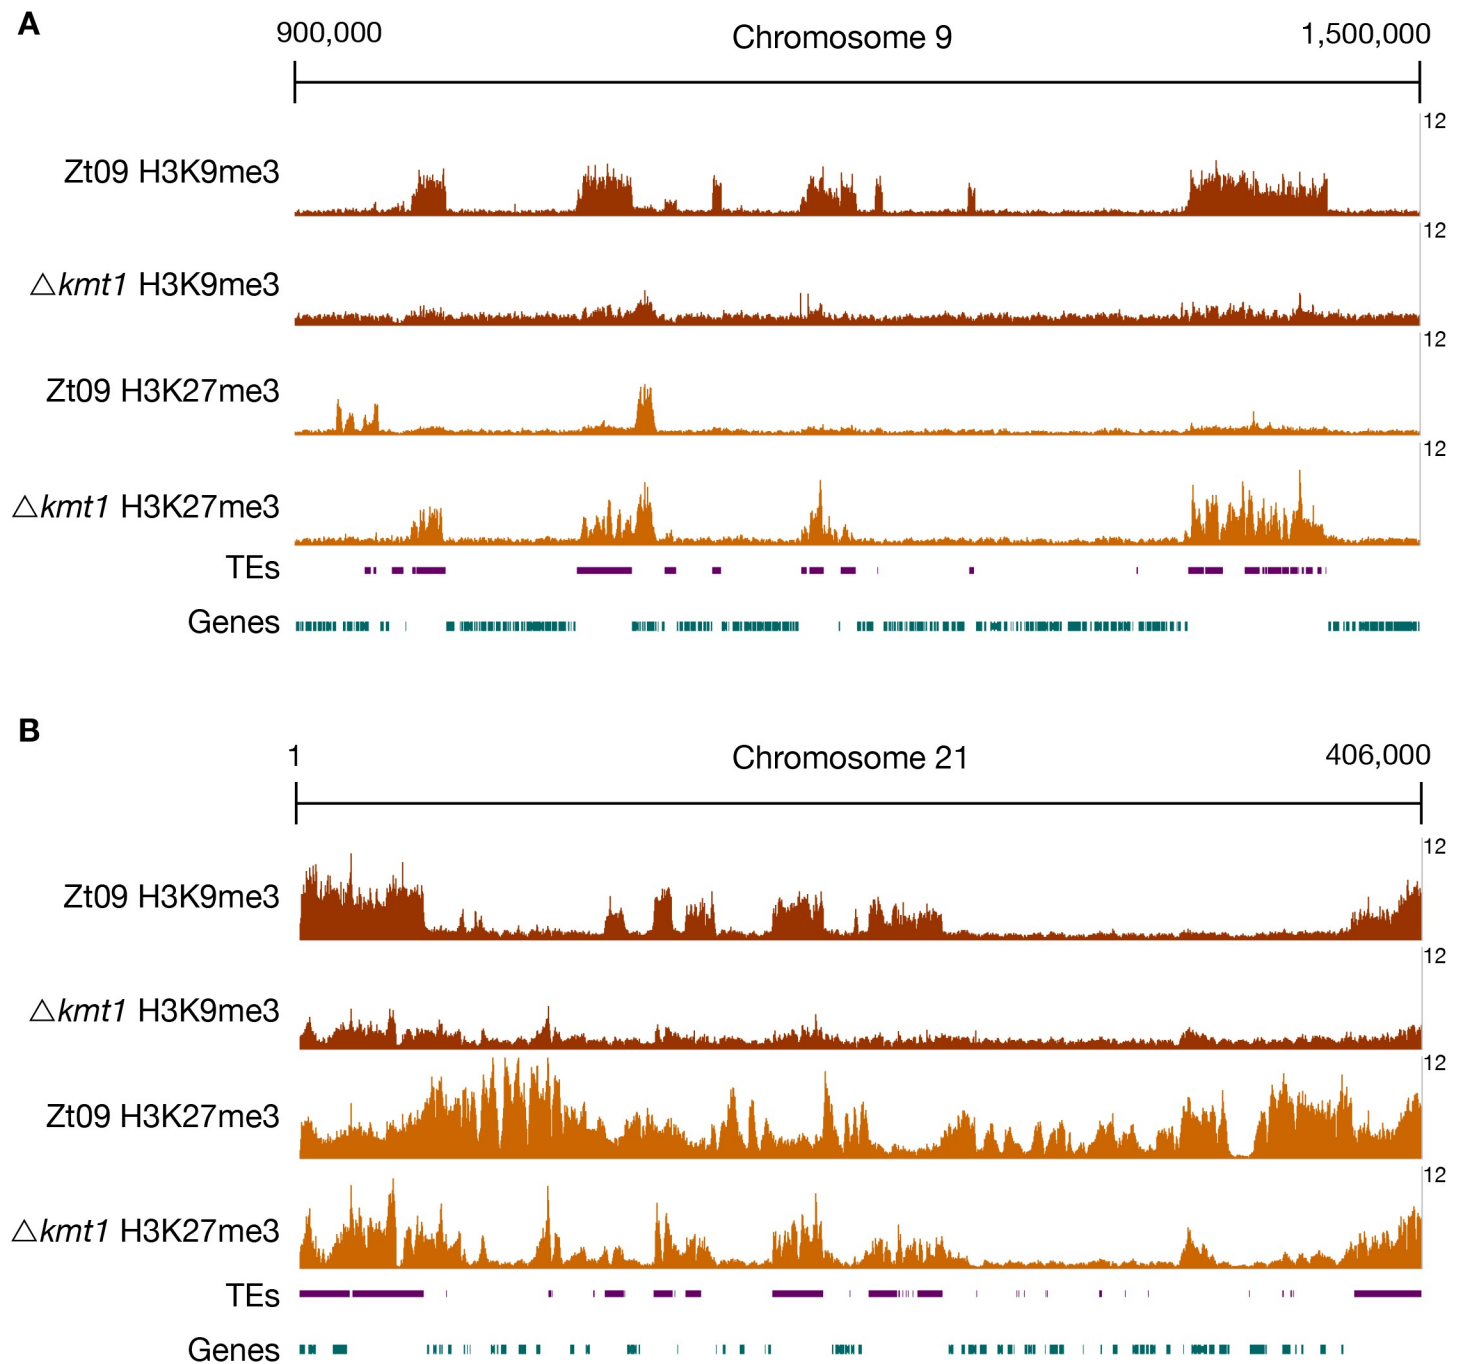 A
900,000 Chromosome 9 1,500,000
12
Zt09 H3K9me3
12
△kmt1 H3K9me3
12
Zt09 H3K27me3
12
△kmt1 H3K27me3
TEs
Genes
B
1 Chromosome 21 406,000
12
Zt09 H3K9me3
12
△kmt1 H3K9me3
12
Zt09 H3K27me3
12
△kmt1 H3K27me3
TEs
Genes